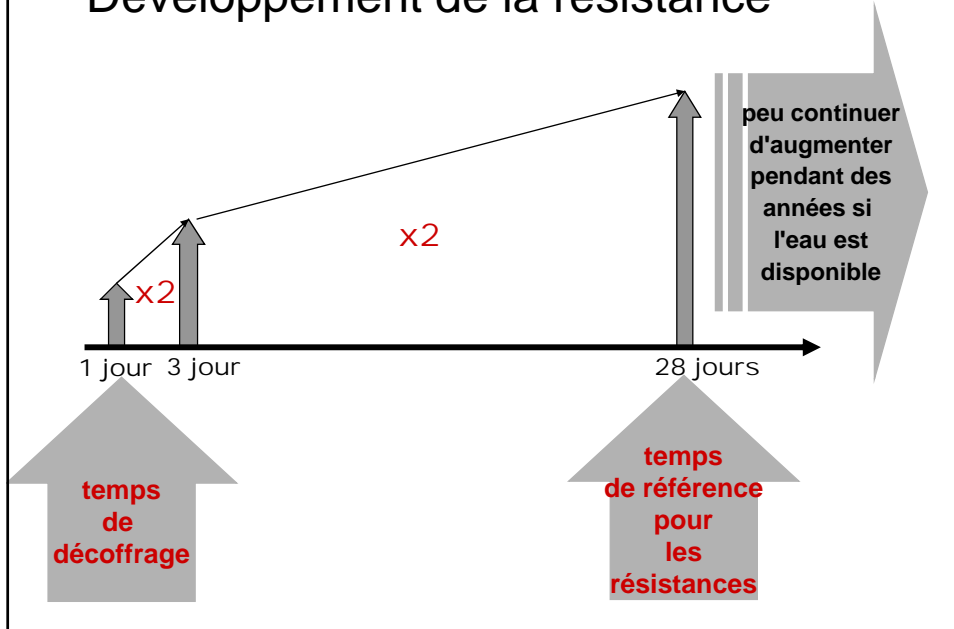 Développement de la résistance
peu continuer
d'augmenter
pendant des
années si
l'eau est
disponible
x2
x2
1 jour 3 jour 28 jours
temps
de
décoffrage
temps
de référence
pour
les
résistances